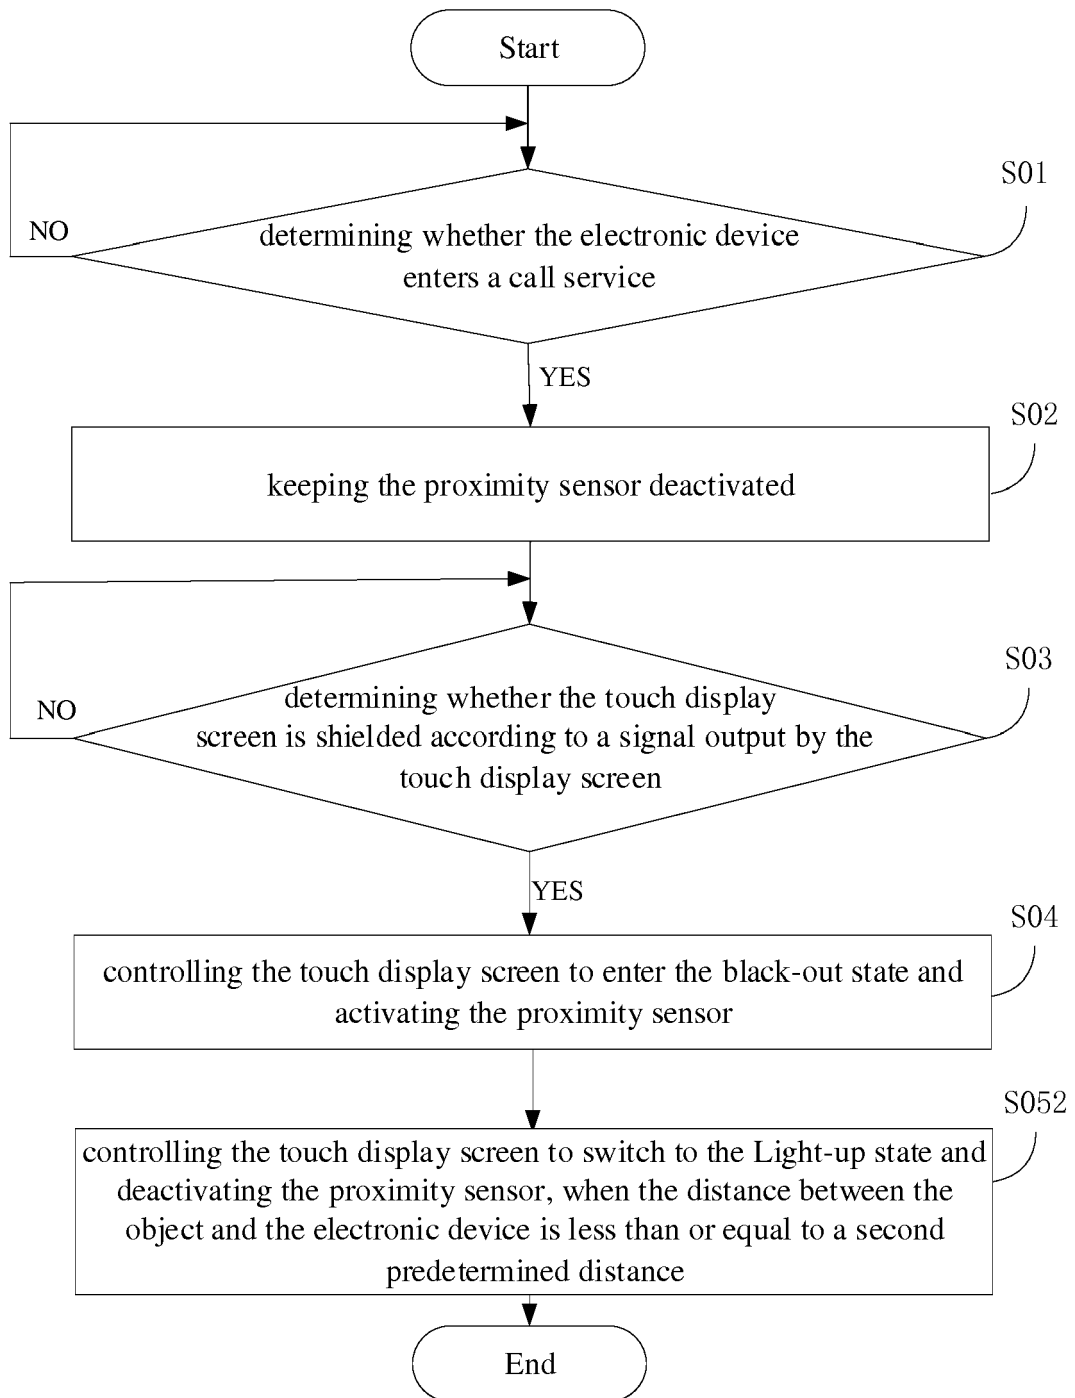 Start
S01
NO
determining whether the electronic device
enters a call service
YES
S02
keeping the proximity sensor deactivated
S03
NO
determining whether the touch display
screen is shielded according to a signal output by the
touch display screen
YES
S04
controlling the touch display screen to enter the black-out state and
activating the proximity sensor
S052
controlling the touch display screen to switch to the Light-up state and
deactivating the proximity sensor, when the distance between the
object and the electronic device is less than or equal to a second
predetermined distance
End